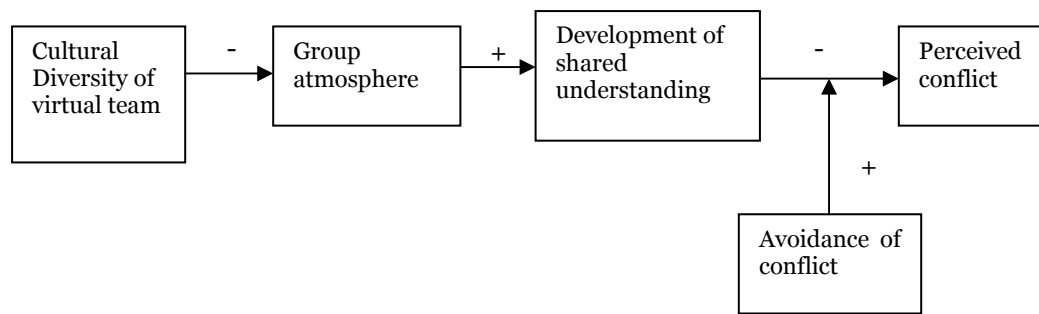 Cultural
Diversity of
virtual team
-
Group
atmosphere
+
Development of
shared
understanding
-
Perceived
conflict
+
Avoidance of
conflict